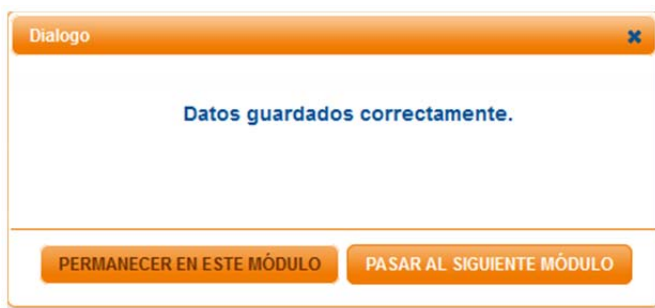 Dialogo
Datos guardados correctamente.
PERMANECER EN ESTE MÓDULO
PASAR AL SIGUIENTE MÓDULO